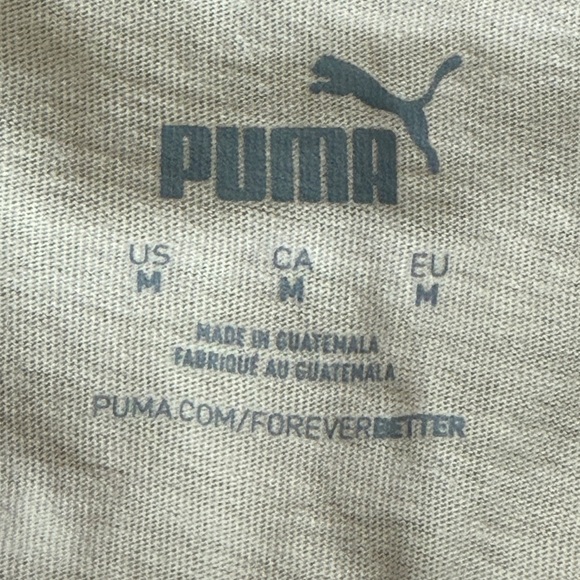 PUMA
US CA EU
M M M
MADE IN GUATEMALA
FABRIQUÉ AU GUATEMALA
PUMA.COM/FOREVERBETTER